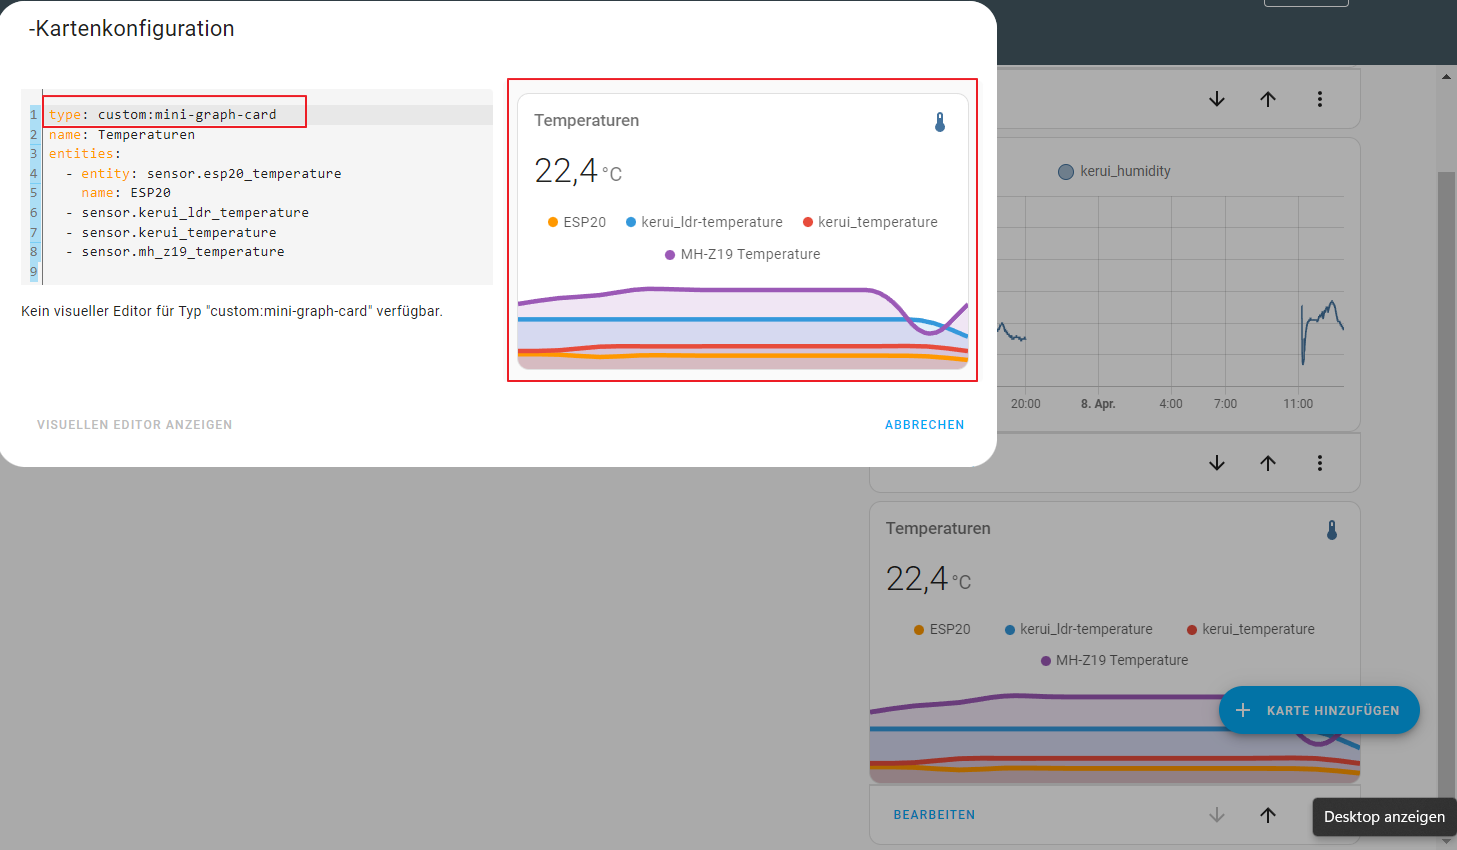 -Kartenkonfiguration
1 type: custom:mini-graph-card
2 name: Temperaturen
3 entities:
4 - entity: sensor.esp20_temperature
5 name: ESP20
6 - sensor.kerui_ldr_temperature
7 - sensor.kerui_temperature
8 - sensor.mh_z19_temperature
9
Kein visueller Editor für Typ "custom:mini-graph-card" verfügbar.
Temperaturen
22,4 °C
ESP20 kerui_ldr-temperature kerui_temperature
MH-Z19 Temperature
VISUELLEN EDITOR ANZEIGEN
ABBRECHEN
kerui_humidity
20:00 8. Apr. 4:00 7:00 11:00
Temperaturen
22,4 °C
ESP20 kerui_ldr-temperature kerui_temperature
MH-Z19 Temperature
KARTE HINZUFÜGEN
BEARBEITEN
Desktop anzeigen